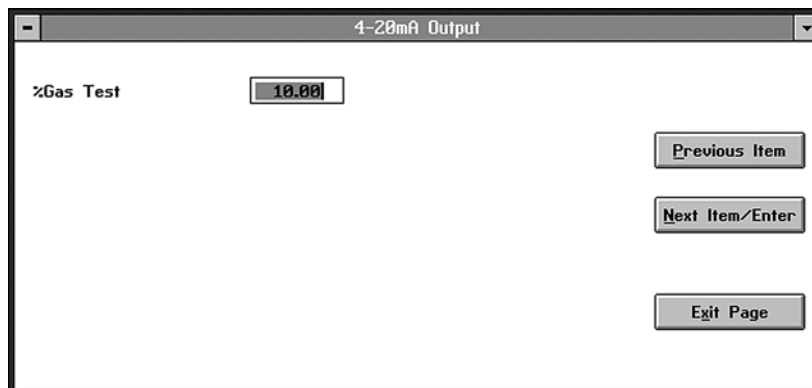 4-20mA Output
%Gas Test 10.00
Previous Item
Next Item/Enter
Exit Page